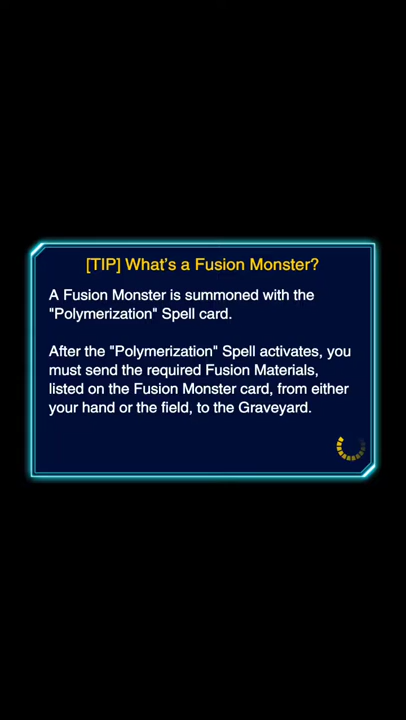 [TIP] What's a Fusion Monster?
A Fusion Monster is summoned with the
"Polymerization" Spell card.
After the "Polymerization" Spell activates, you
must send the required Fusion Materials,
listed on the Fusion Monster card, from either
your hand or the field, to the Graveyard.